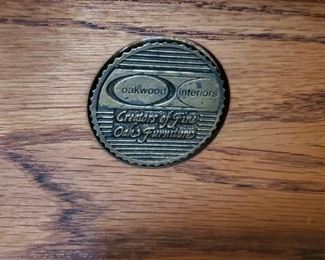 oakwood interiors
Creators of Fine
Oak Furniture